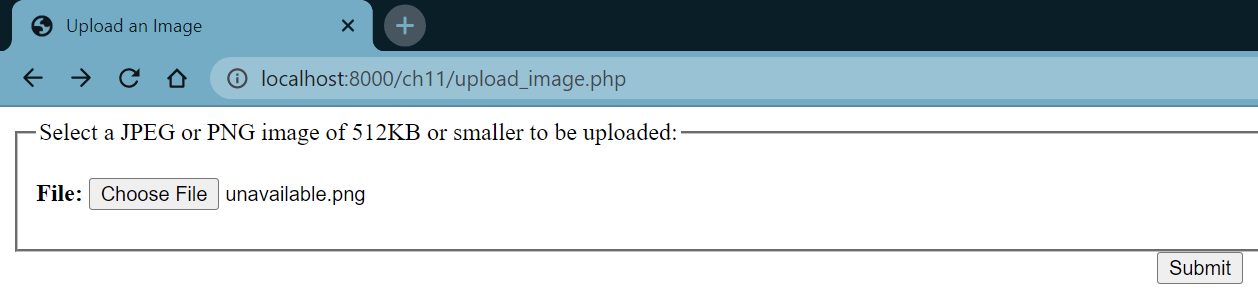 Upload an Image
localhost:8000/ch11/upload_image.php
Select a JPEG or PNG image of 512KB or smaller to be uploaded:
File: Choose File unavailable.png
Submit